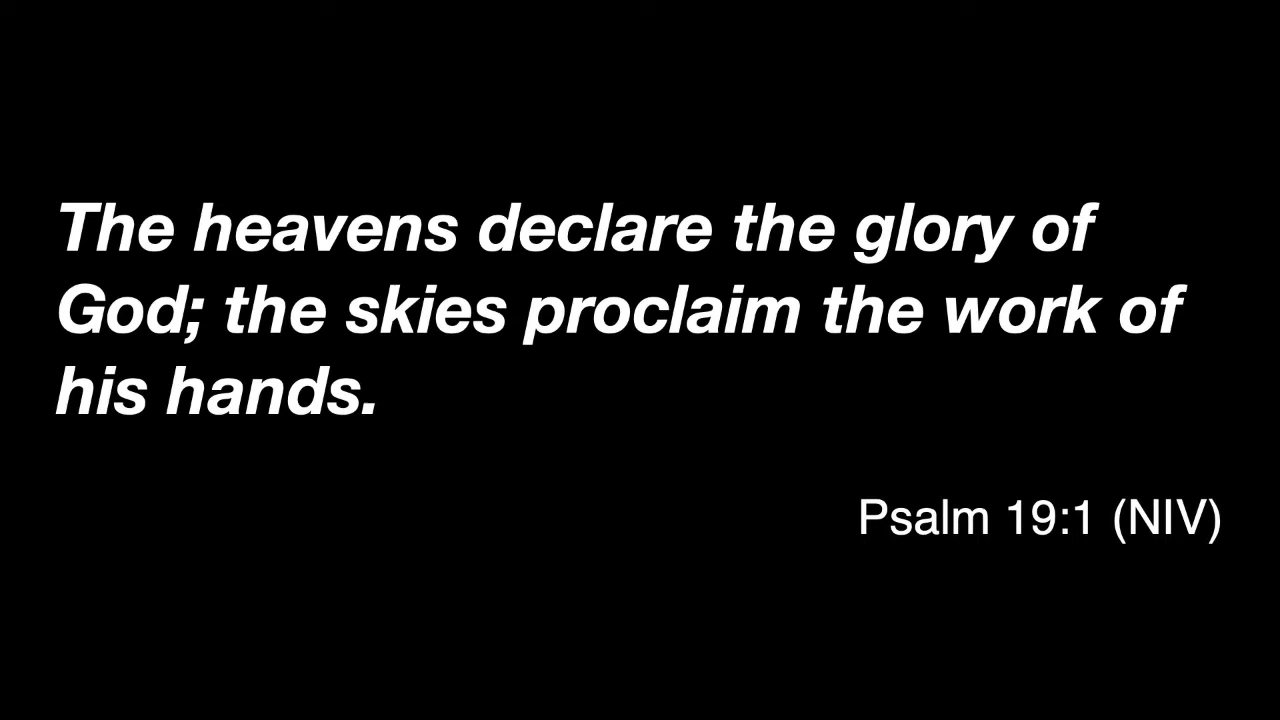 The heavens declare the glory of
God; the skies proclaim the work of
his hands.
Psalm 19:1 (NIV)